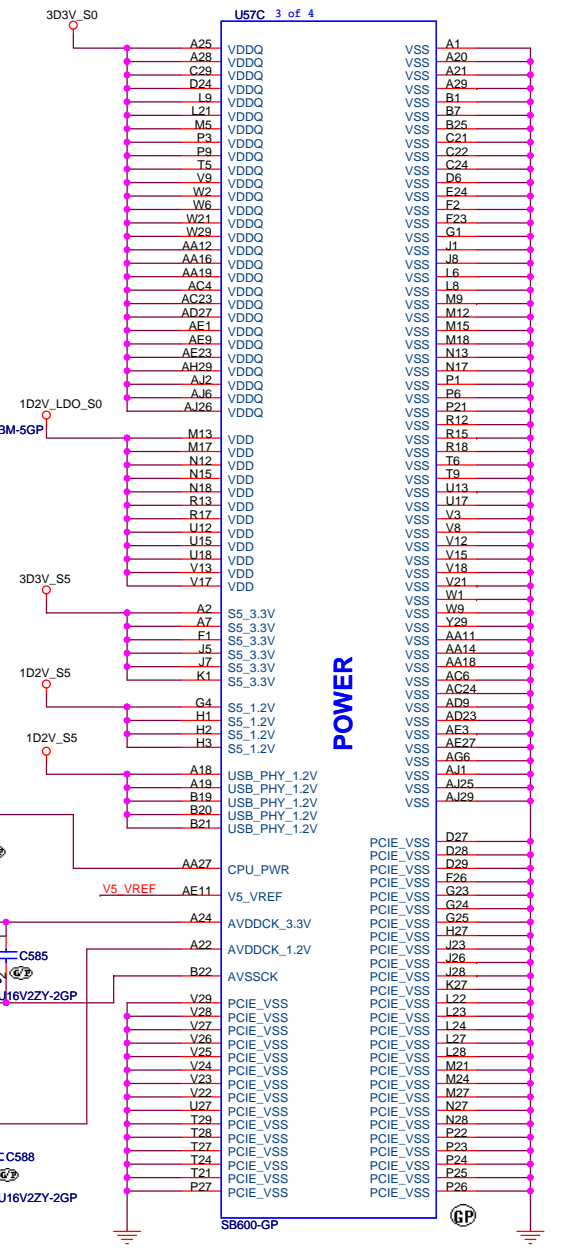 3D3V_S0
U57C 3 of 4
A25 VDDQ VSS A1
A28 VDDQ VSS A20
C29 VDDQ VSS A21
D24 VDDQ VSS A29
L9 VDDQ VSS B1
L21 VDDQ VSS B7
M5 VDDQ VSS B25
P3 VDDQ VSS C21
P9 VDDQ VSS C22
T5 VDDQ VSS C24
V9 VDDQ VSS D6
W2 VDDQ VSS E24
W6 VDDQ VSS F2
W21 VDDQ VSS F23
W29 VDDQ VSS G1
AA12 VDDQ VSS J1
AA16 VDDQ VSS J8
AA19 VDDQ VSS L6
AC4 VDDQ VSS L8
AC23 VDDQ VSS M9
AD27 VDDQ VSS M12
AE1 VDDQ VSS M15
AE9 VDDQ VSS M18
AE23 VDDQ VSS N13
AH29 VDDQ VSS N17
AJ2 VDDQ VSS P1
AJ6 VDDQ VSS P6
AJ26 VDDQ VSS P21
1D2V_LDO_S0
VSS R12
BM-5GP
M13 VDD VSS R15
M17 VDD VSS R18
N12 VDD VSS T6
N15 VDD VSS T9
N18 VDD VSS U13
R13 VDD VSS U17
R17 VDD VSS V3
U12 VDD VSS V8
U15 VDD VSS V12
U18 VDD VSS V15
V13 VDD VSS V18
V17 VDD VSS V21
3D3V_S5
VSS W1
A2 S5_3.3V VSS W9
A7 S5_3.3V VSS Y29
F1 S5_3.3V VSS AA11
J5 S5_3.3V VSS AA14
J7 S5_3.3V VSS AA18
K1 S5_3.3V VSS AC6
1D2V_S5
VSS AC24
G4 S5_1.2V VSS AD9
H1 S5_1.2V VSS AD23
H2 S5_1.2V VSS AE3
H3 S5_1.2V VSS AE27
1D2V_S5
VSS AG6
A18 USB_PHY_1.2V VSS AJ1
A19 USB_PHY_1.2V VSS AJ25
B19 USB_PHY_1.2V VSS AJ29
B20 USB_PHY_1.2V
B21 USB_PHY_1.2V
POWER
PCIE_VSS D27
PCIE_VSS D28
AA27 CPU_PWR PCIE_VSS D29
PCIE_VSS F26
V5_VREF AE11 V5_VREF PCIE_VSS G23
PCIE_VSS G24
A24 AVDDCK_3.3V PCIE_VSS G25
PCIE_VSS H27
A22 AVDDCK_1.2V PCIE_VSS J23
C585
PCIE_VSS J26
B22 AVSSCK PCIE_VSS J28
PCIE_VSS K27
U16V2ZY-2GP
V29 PCIE_VSS PCIE_VSS L22
V28 PCIE_VSS PCIE_VSS L23
V27 PCIE_VSS PCIE_VSS L24
V26 PCIE_VSS PCIE_VSS L27
V25 PCIE_VSS PCIE_VSS L28
V24 PCIE_VSS PCIE_VSS M21
V23 PCIE_VSS PCIE_VSS M24
V22 PCIE_VSS PCIE_VSS M27
U27 PCIE_VSS PCIE_VSS N27
T29 PCIE_VSS PCIE_VSS N28
T28 PCIE_VSS PCIE_VSS P22
T27 PCIE_VSS PCIE_VSS P23
C588
T24 PCIE_VSS PCIE_VSS P24
T21 PCIE_VSS PCIE_VSS P25
P27 PCIE_VSS PCIE_VSS P26
U16V2ZY-2GP
SB600-GP
GP